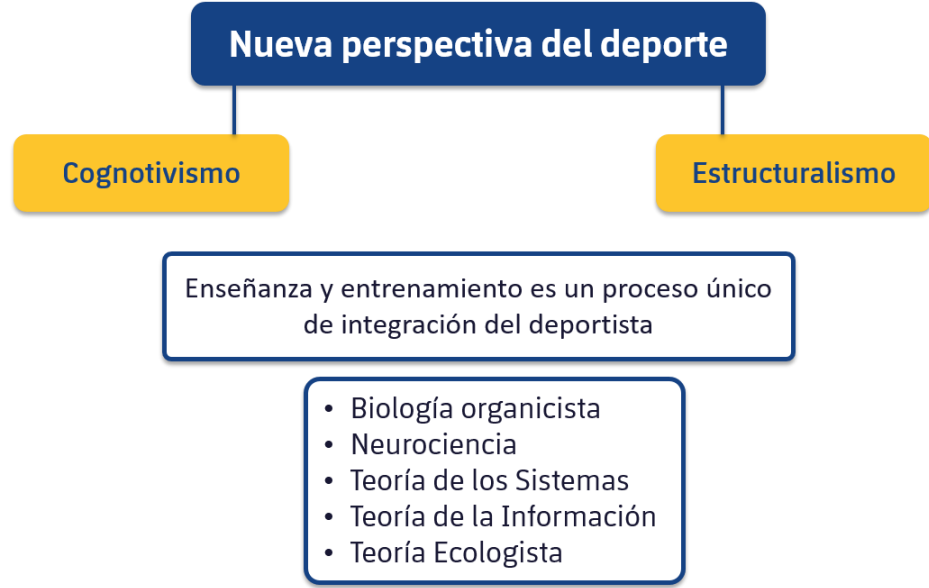 Nueva perspectiva del deporte
Cognotivismo
Estructuralismo
Enseñanza y entrenamiento es un proceso único
de integración del deportista
• Biología organicista
• Neurociencia
• Teoría de los Sistemas
• Teoría de la Información
• Teoría Ecologista